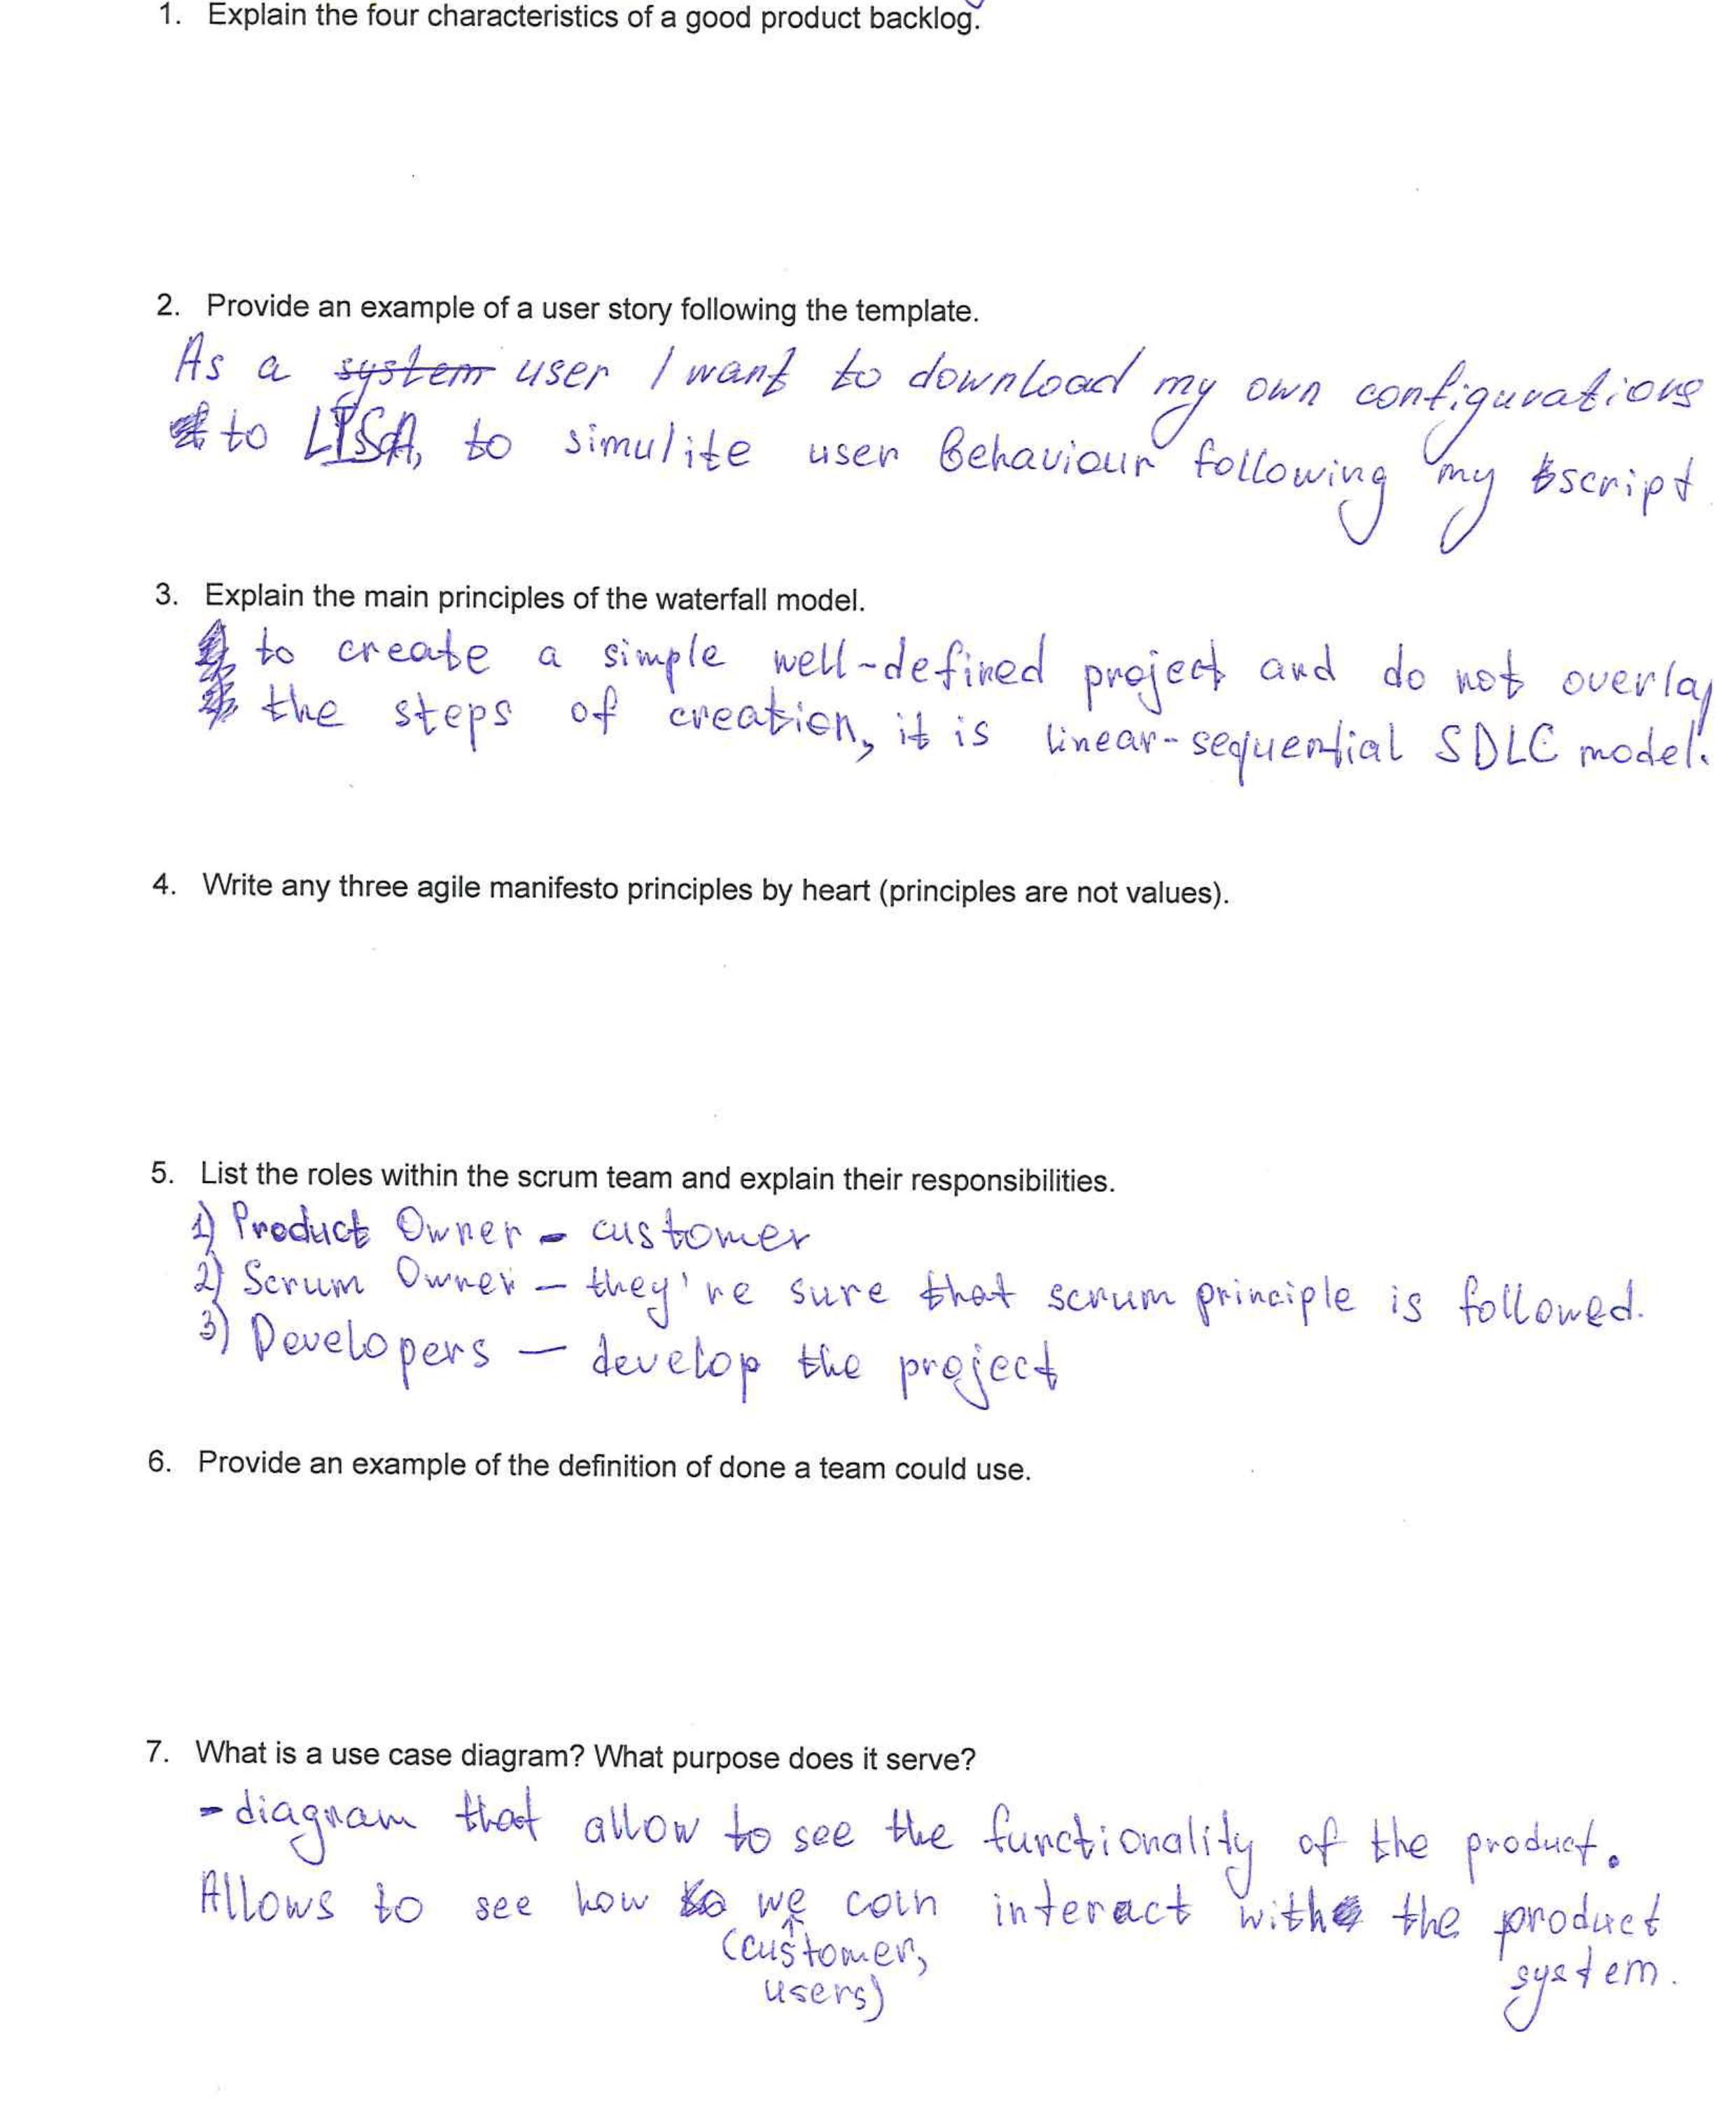 1. Explain the four characteristics of a good product backlog.
2. Provide an example of a user story following the template.
As a system user I want to download my own configurations
to LISA, to simulite user behaviour following my script
3. Explain the main principles of the waterfall model.
to create a simple well-defined project and do not overlap
the steps of creation, it is linear-sequential SDLC model.
4. Write any three agile manifesto principles by heart (principles are not values).
5. List the roles within the scrum team and explain their responsibilities.
1) Product Owner - customer
2) Scrum Owner – they're sure that scrum principle is followed.
3) Developers — develop the project
6. Provide an example of the definition of done a team could use.
7. What is a use case diagram? What purpose does it serve?
- diagram that allow to see the functionality of the product.
Allows to see how we can interact with the product
(customer,
system.
users)